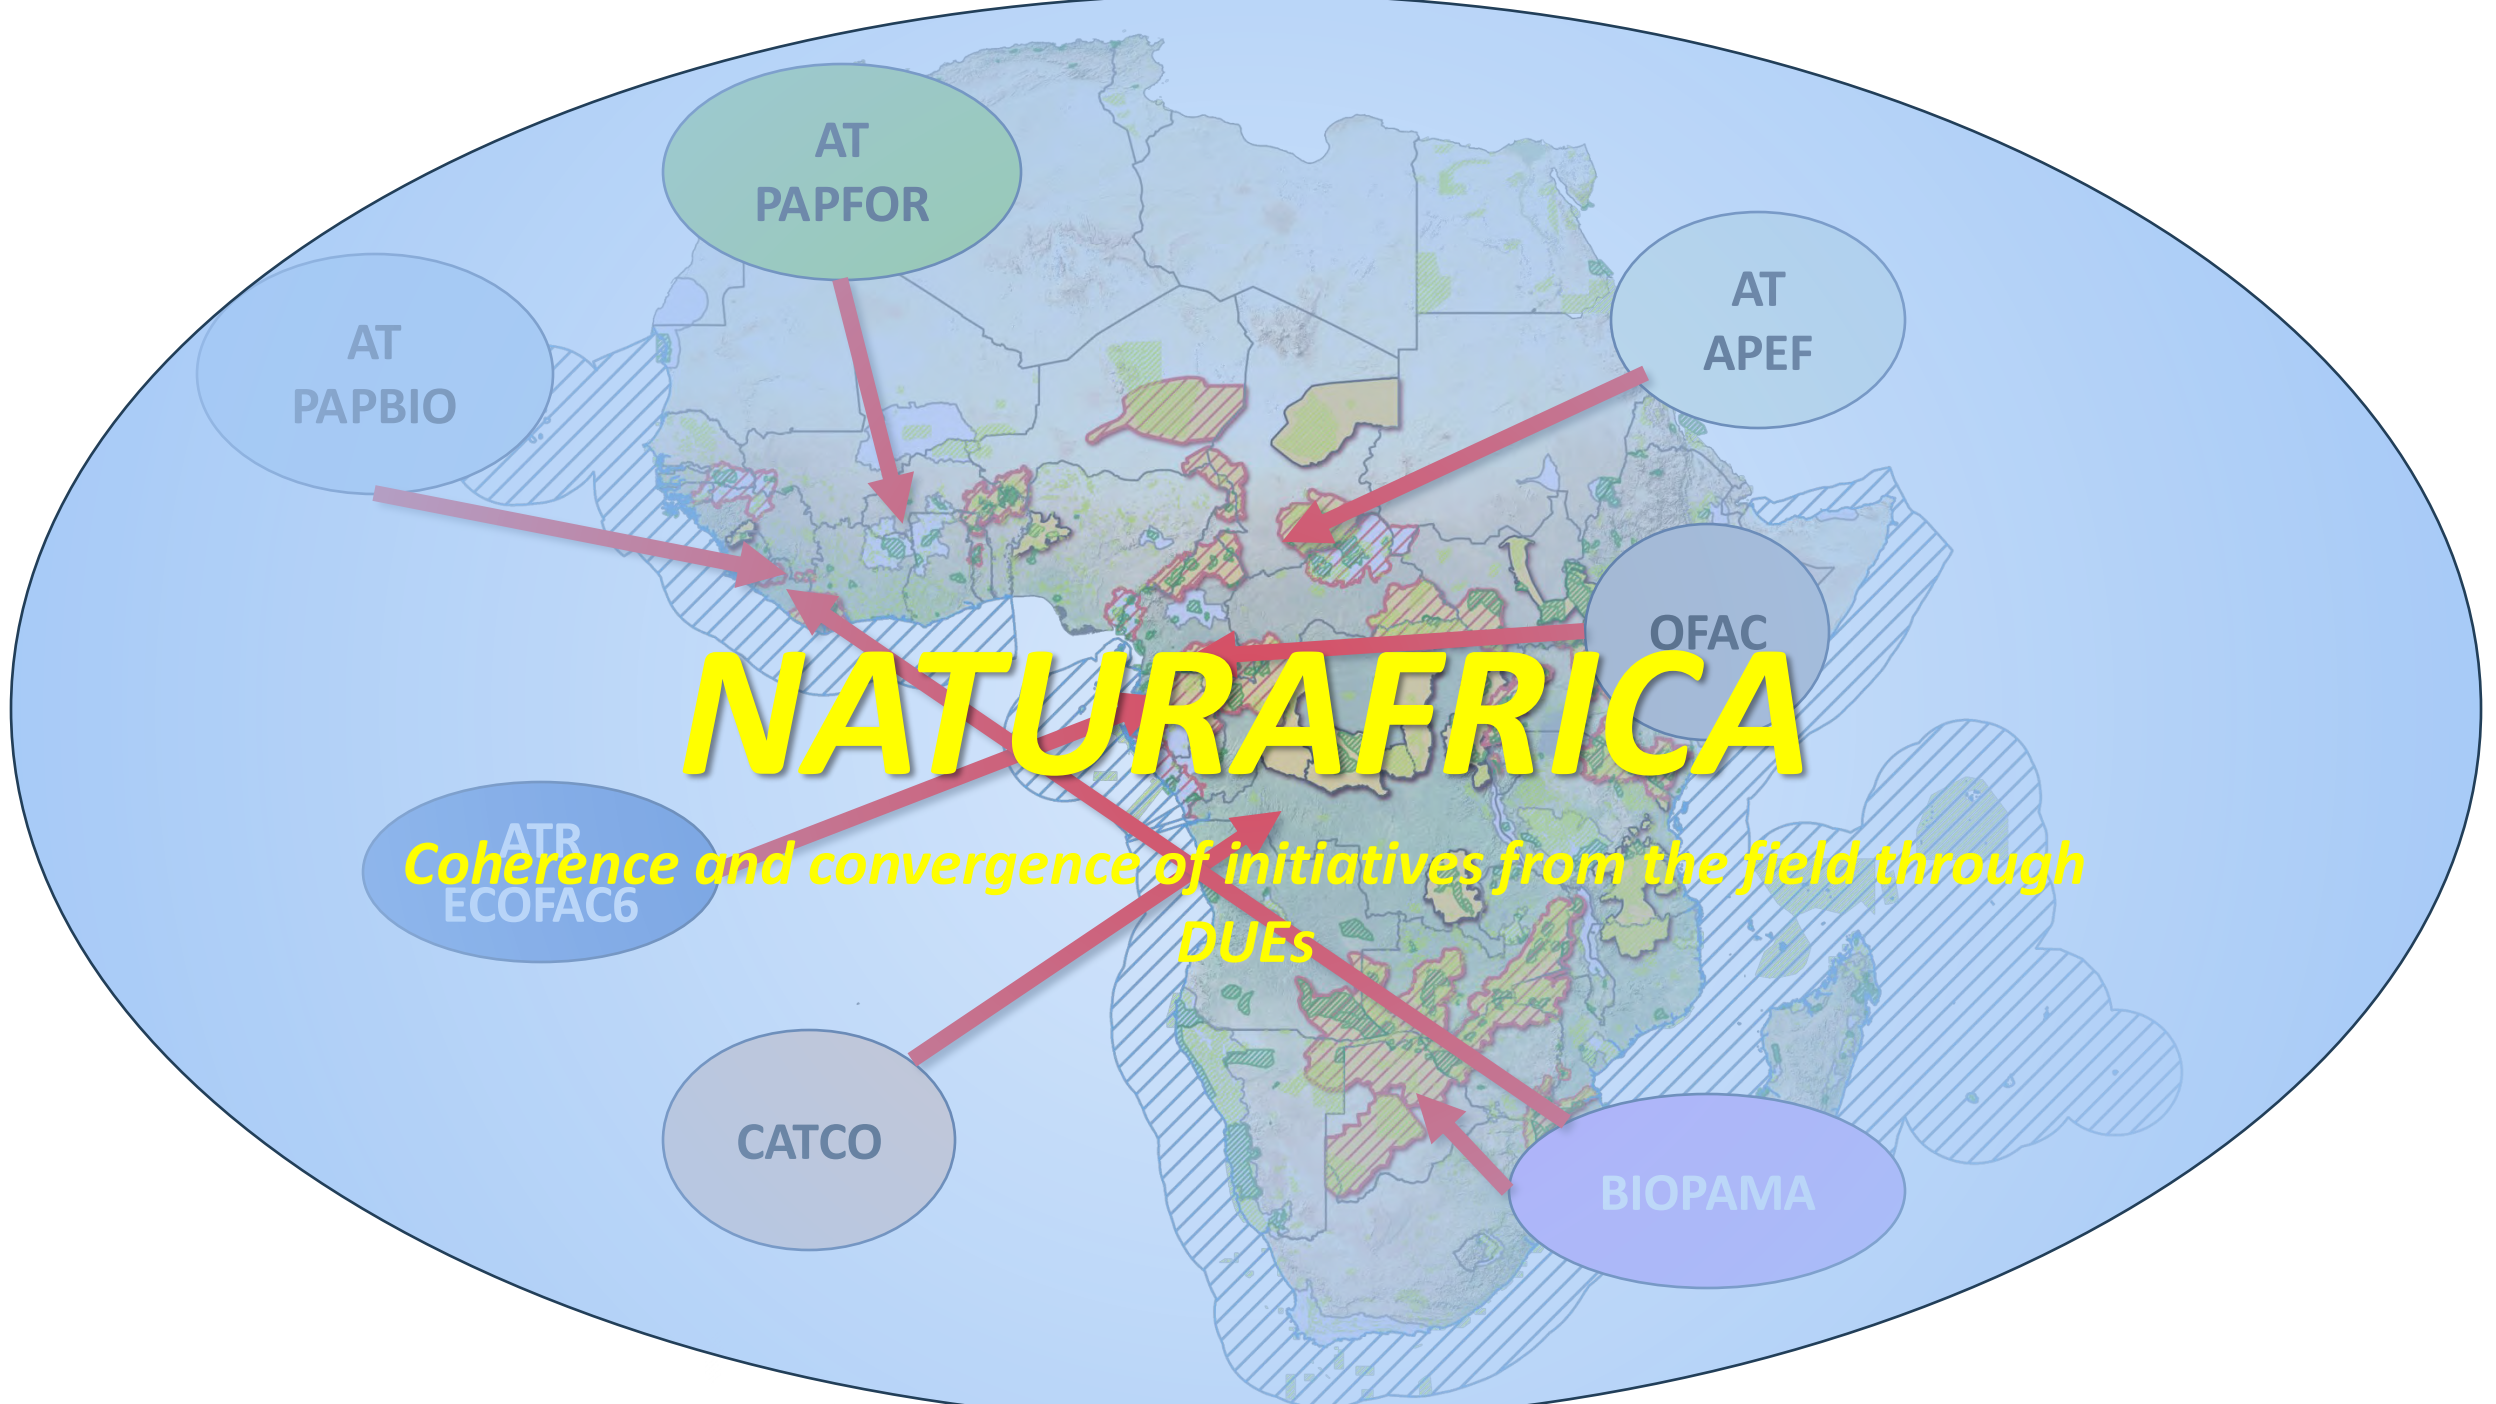 AT
PAPFOR
AT
APEF
AT
PAPBIO
OFAC
NATURAFRICA
ATR
ECOFAC6
Coherence and convergence of initiatives from the field through
DUEs
CATCO
BIOPAMA